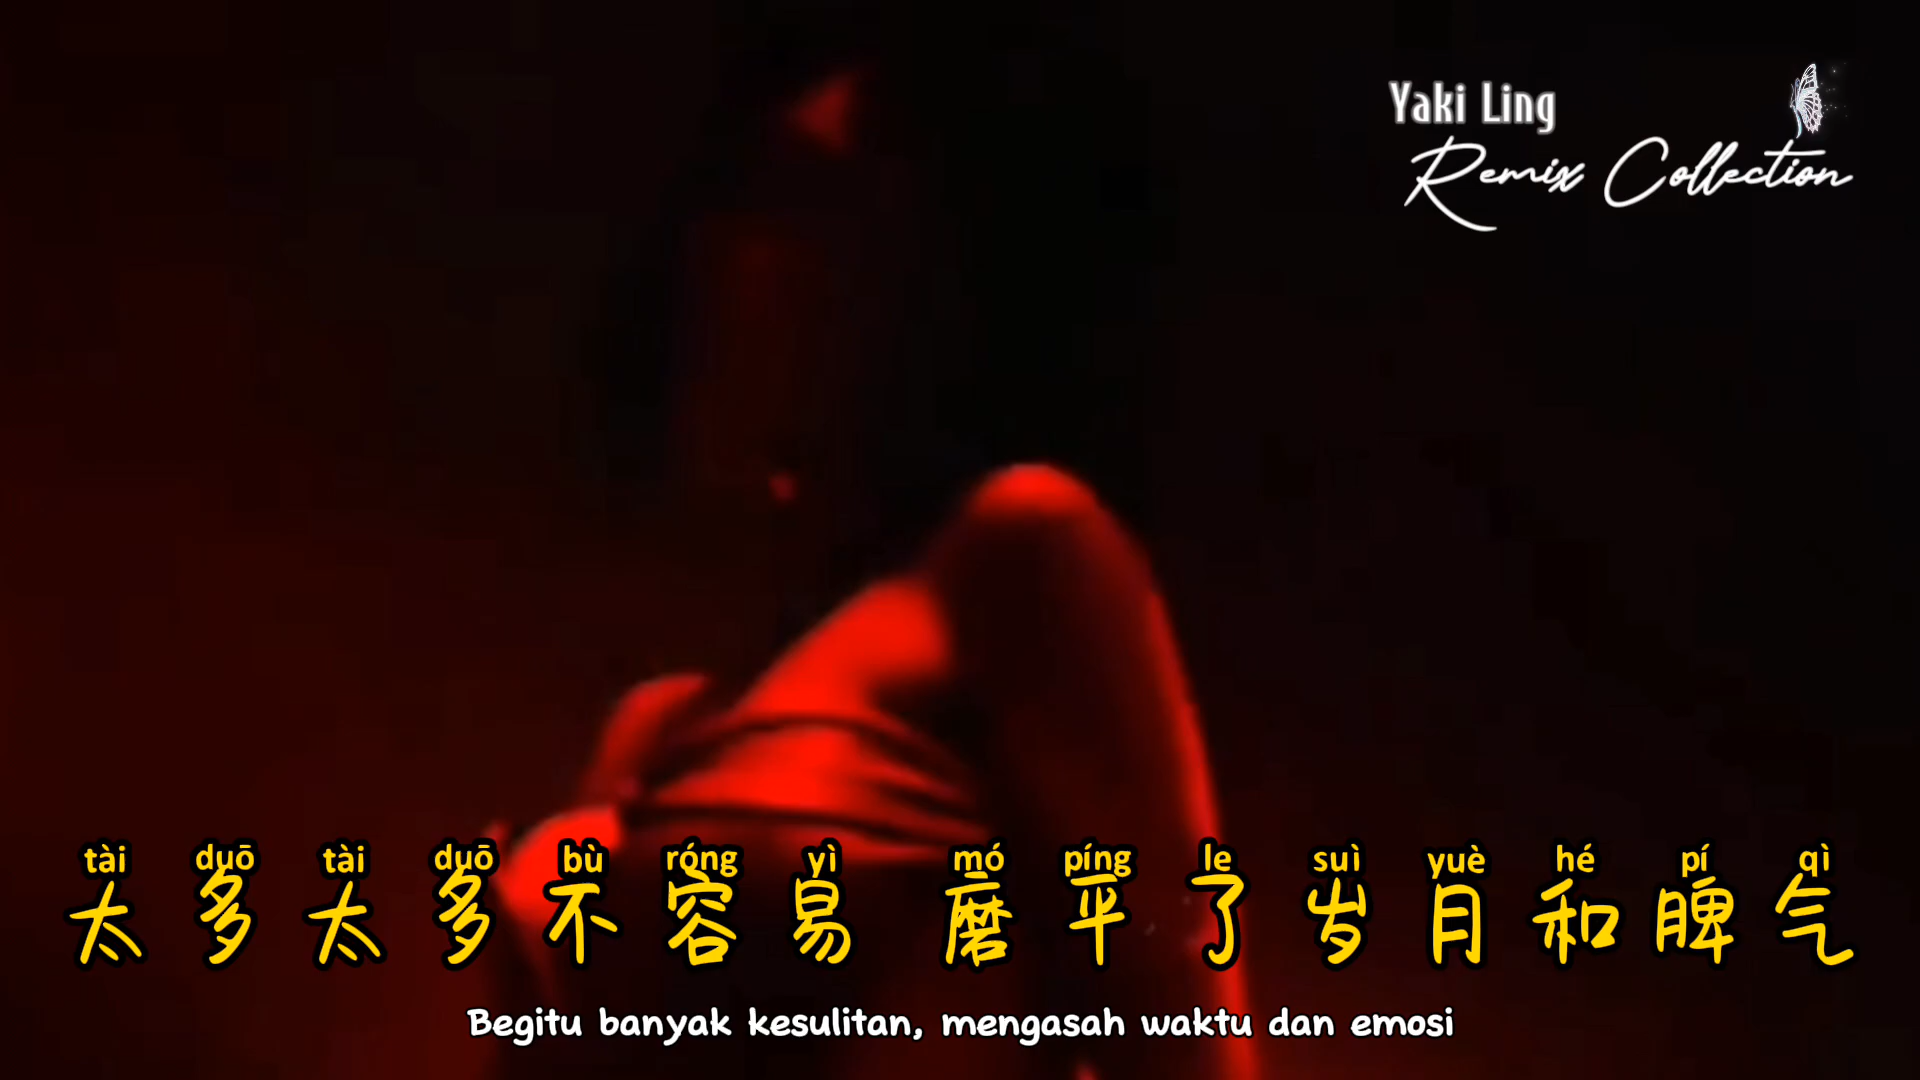 Yaki Ling
Remix Collection
tài duō tài duō bù róng yì mó píng le suì yuè hé pí qì
太多太多不容易 磨平了岁月和脾气
Begitu banyak kesulitan, mengasah waktu dan emosi